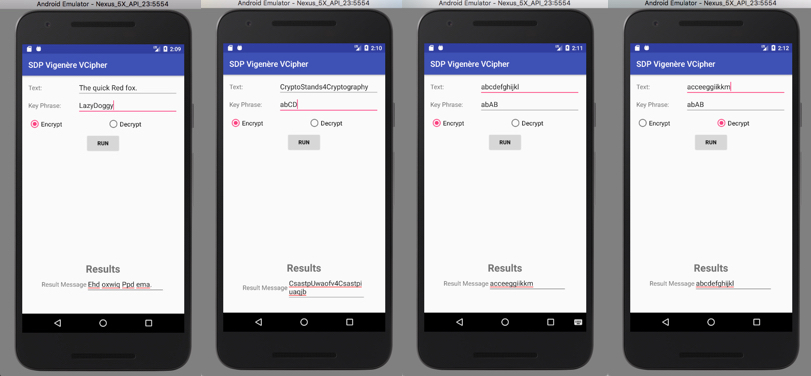 Android Emulator - Nexus_5X_API_23:5554
2:09
SDP Vigenère VCipher
Text: The quick Red fox.
Key Phrase: LazyDoggy
Encrypt Decrypt
RUN
Results
Result Message Ehd oxwiq Ppd ema.
Android Emulator - Nexus_5X_API_23:5554
2:10
SDP Vigenère VCipher
Text: CryptoStands4Cryptography
Key Phrase: abCD
Encrypt Decrypt
RUN
Results
Result Message CsastpUwaofv4Csastpi
uaqjb
Android Emulator - Nexus_5X_API_23:5554
2:11
SDP Vigenère VCipher
Text: abcdefghijkl
Key Phrase: abAB
Encrypt Decrypt
RUN
Results
Result Message acceeggiikkm
Android Emulator - Nexus_5X_API_23:5554
2:12
SDP Vigenère VCipher
Text: acceeggiikkm
Key Phrase: abAB
Encrypt Decrypt
RUN
Results
Result Message abcdefghijkl